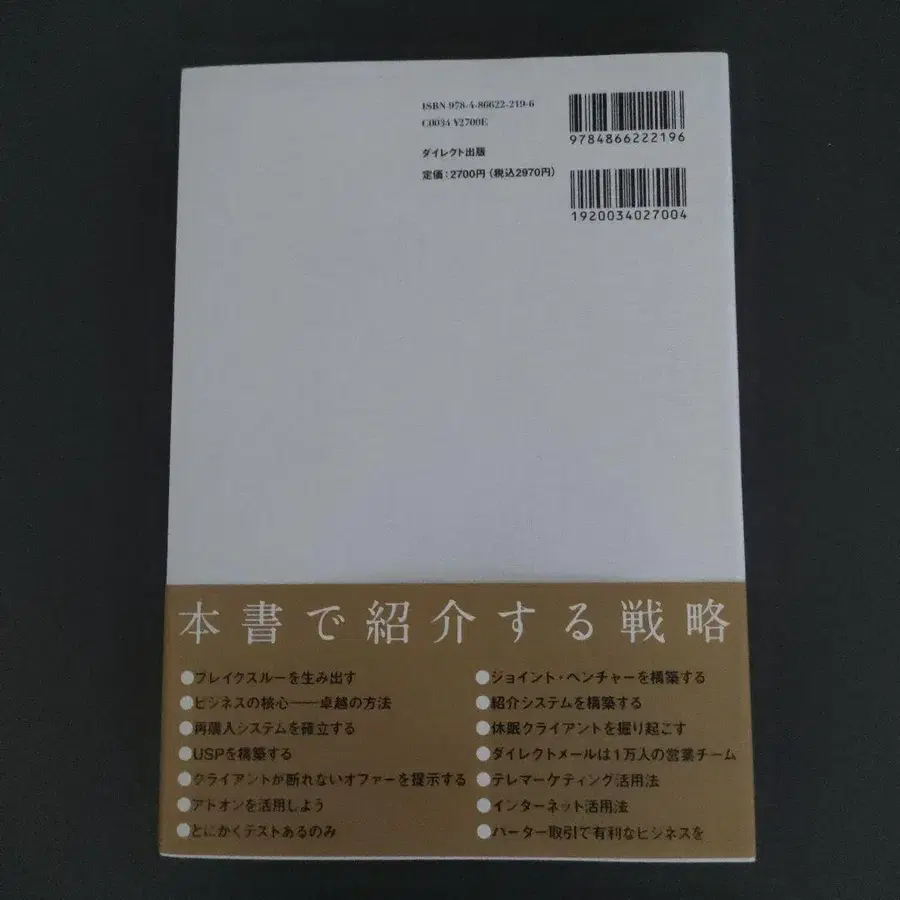 ISBN 978-4-86622-219-6
C0034 ¥2700E
ダイレクト出版
定価：2700円（税込2970円）
9784866222196
1920034027004
本書で紹介する戦略
●ブレイクスルーを生み出す
●ビジネスの核心――卓越の方法
●再購入システムを確立する
●USPを構築する
●クライアントが断れないオファーを提示する
●アドオンを活用しよう
●とにかくテストあるのみ
●ジョイント・ベンチャーを構築する
●紹介システムを構築する
●休眠クライアントを掘り起こす
●ダイレクトメールは1万人の営業チーム
●テレマーケティング活用法
●インターネット活用法
●バーター取引で有利なビジネスを